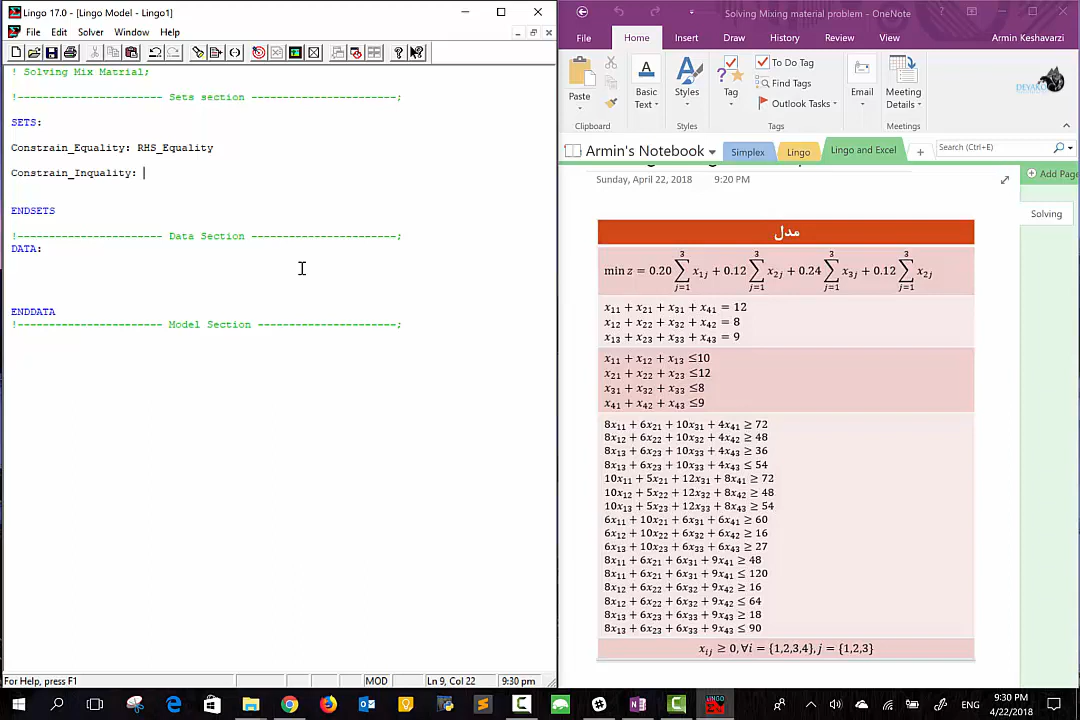 Lingo 17.0 - [Lingo Model - Lingo1]
File Edit Solver Window Help
! Solving Mix Matrial;
!----------------------- Sets section -----------------------;
SETS:
Constrain_Equality: RHS_Equality
Constrain_Inquality:
ENDSETS
!----------------------- Data Section -----------------------;
DATA:
ENDDATA
!----------------------- Model Section ----------------------;
For Help, press F1
MOD
Ln 9, Col 22
9:30 pm
Solving Mixing material problem - OneNote
File Home Insert Draw History Review View
Armin Keshavarzi
Paste
Clipboard
Basic Text
Styles
Tag
To Do Tag
Find Tags
Outlook Tasks
Tags
Email
Meeting Details
Meetings
Armin's Notebook
Simplex
Lingo
Lingo and Excel
Search (Ctrl+E)
Sunday, April 22, 2018 9:20 PM
Add Page
Solving
مدل
min z = 0.20 ∑_{j=1}^{3} x₁ⱼ + 0.12 ∑_{j=1}^{3} x₂ⱼ + 0.24 ∑_{j=1}^{3} x₃ⱼ + 0.12 ∑_{j=1}^{3} x₂ⱼ
x₁₁ + x₂₁ + x₃₁ + x₄₁ = 12
x₁₂ + x₂₂ + x₃₂ + x₄₂ = 8
x₁₃ + x₂₃ + x₃₃ + x₄₃ = 9
x₁₁ + x₁₂ + x₁₃ ≤10
x₂₁ + x₂₂ + x₂₃ ≤12
x₃₁ + x₃₂ + x₃₃ ≤8
x₄₁ + x₄₂ + x₄₃ ≤9
8x₁₁ + 6x₂₁ + 10x₃₁ + 4x₄₁ ≥ 72
8x₁₂ + 6x₂₂ + 10x₃₂ + 4x₄₂ ≥ 48
8x₁₃ + 6x₂₃ + 10x₃₃ + 4x₄₃ ≥ 36
8x₁₃ + 6x₂₃ + 10x₃₃ + 4x₄₃ ≤ 54
10x₁₁ + 5x₂₁ + 12x₃₁ + 8x₄₁ ≥ 72
10x₁₂ + 5x₂₂ + 12x₃₂ + 8x₄₂ ≥ 48
10x₁₃ + 5x₂₃ + 12x₃₃ + 8x₄₃ ≥ 54
6x₁₁ + 10x₂₁ + 6x₃₁ + 6x₄₁ ≥ 60
6x₁₂ + 10x₂₂ + 6x₃₂ + 6x₄₂ ≥ 16
6x₁₃ + 10x₂₃ + 6x₃₃ + 6x₄₃ ≥ 27
8x₁₁ + 6x₂₁ + 6x₃₁ + 9x₄₁ ≥ 48
8x₁₁ + 6x₂₁ + 6x₃₁ + 9x₄₁ ≤ 120
8x₁₂ + 6x₂₂ + 6x₃₂ + 9x₄₂ ≥ 16
8x₁₂ + 6x₂₂ + 6x₃₂ + 9x₄₂ ≤ 64
8x₁₃ + 6x₂₃ + 6x₃₃ + 9x₄₃ ≥ 18
8x₁₃ + 6x₂₃ + 6x₃₃ + 9x₄₃ ≤ 90
xᵢⱼ ≥ 0, ∀i = {1,2,3,4}, j = {1,2,3}
ENG
9:30 PM
4/22/2018